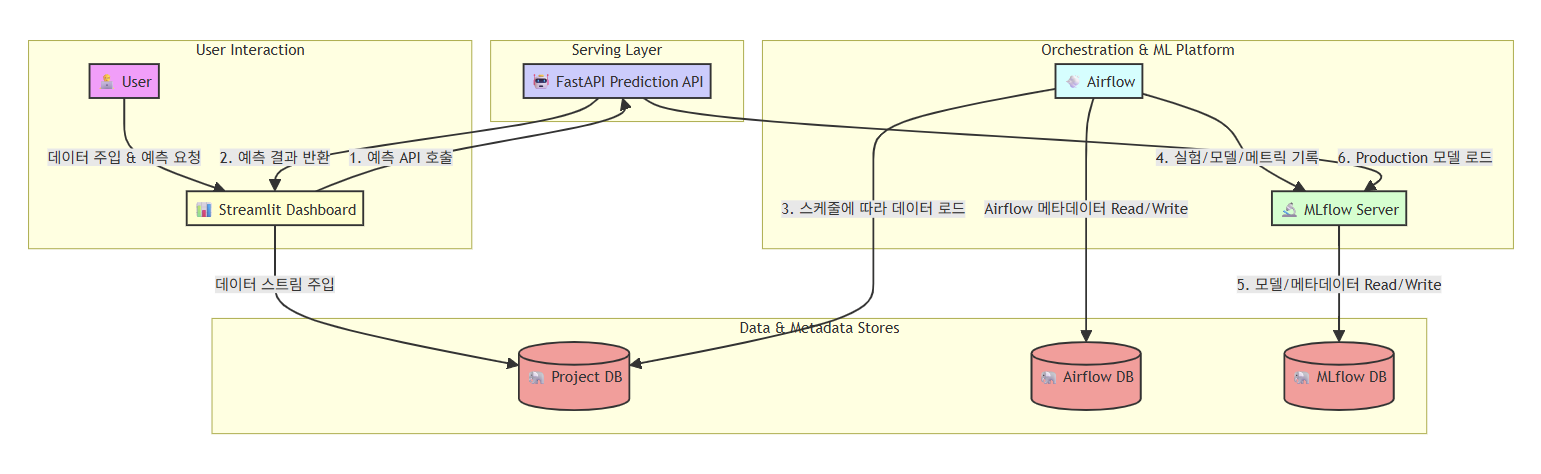 User Interaction
Serving Layer
Orchestration & ML Platform
User
FastAPI Prediction API
Airflow
데이터 주입 & 예측 요청
2. 예측 결과 반환
1. 예측 API 호출
4. 실험/모델/메트릭 기록
6. Production 모델 로드
Streamlit Dashboard
3. 스케줄에 따라 데이터 로드
Airflow 메타데이터 Read/Write
MLflow Server
데이터 스트림 주입
5. 모델/메타데이터 Read/Write
Data & Metadata Stores
Project DB
Airflow DB
MLflow DB